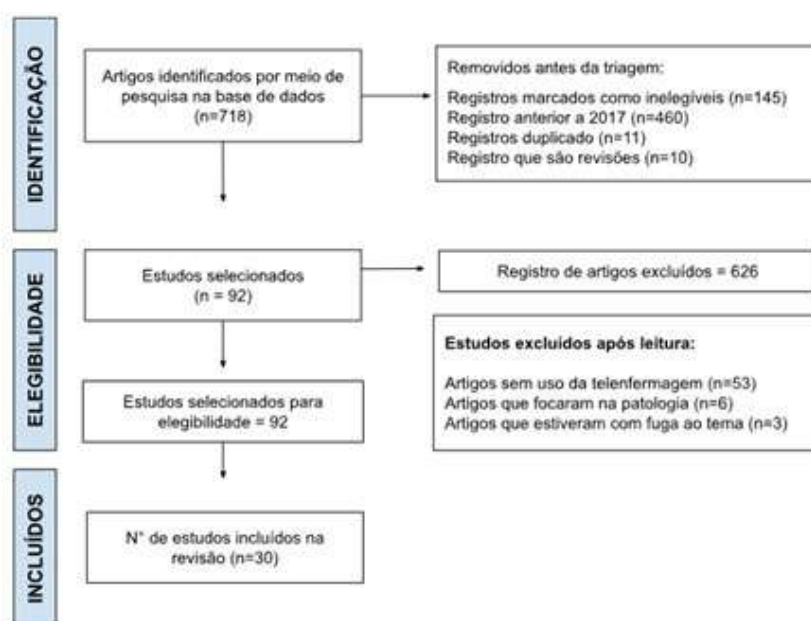 IDENTIFICAÇÃO
Artigos identificados por meio de
pesquisa na base de dados
(n=718)
Removidos antes da triagem:
Registros marcados como inelegíveis (n=145)
Registro anterior a 2017 (n=460)
Registros duplicado (n=11)
Registro que são revisões (n=10)
ELEGIBILIDADE
Estudos selecionados
(n = 92)
Registro de artigos excluídos = 626
Estudos selecionados para
elegibilidade = 92
Estudos excluídos após leitura:
Artigos sem uso da telenfermagem (n=53)
Artigos que focaram na patologia (n=6)
Artigos que estiveram com fuga ao tema (n=3)
INCLUÍDOS
N° de estudos incluídos na
revisão (n=30)